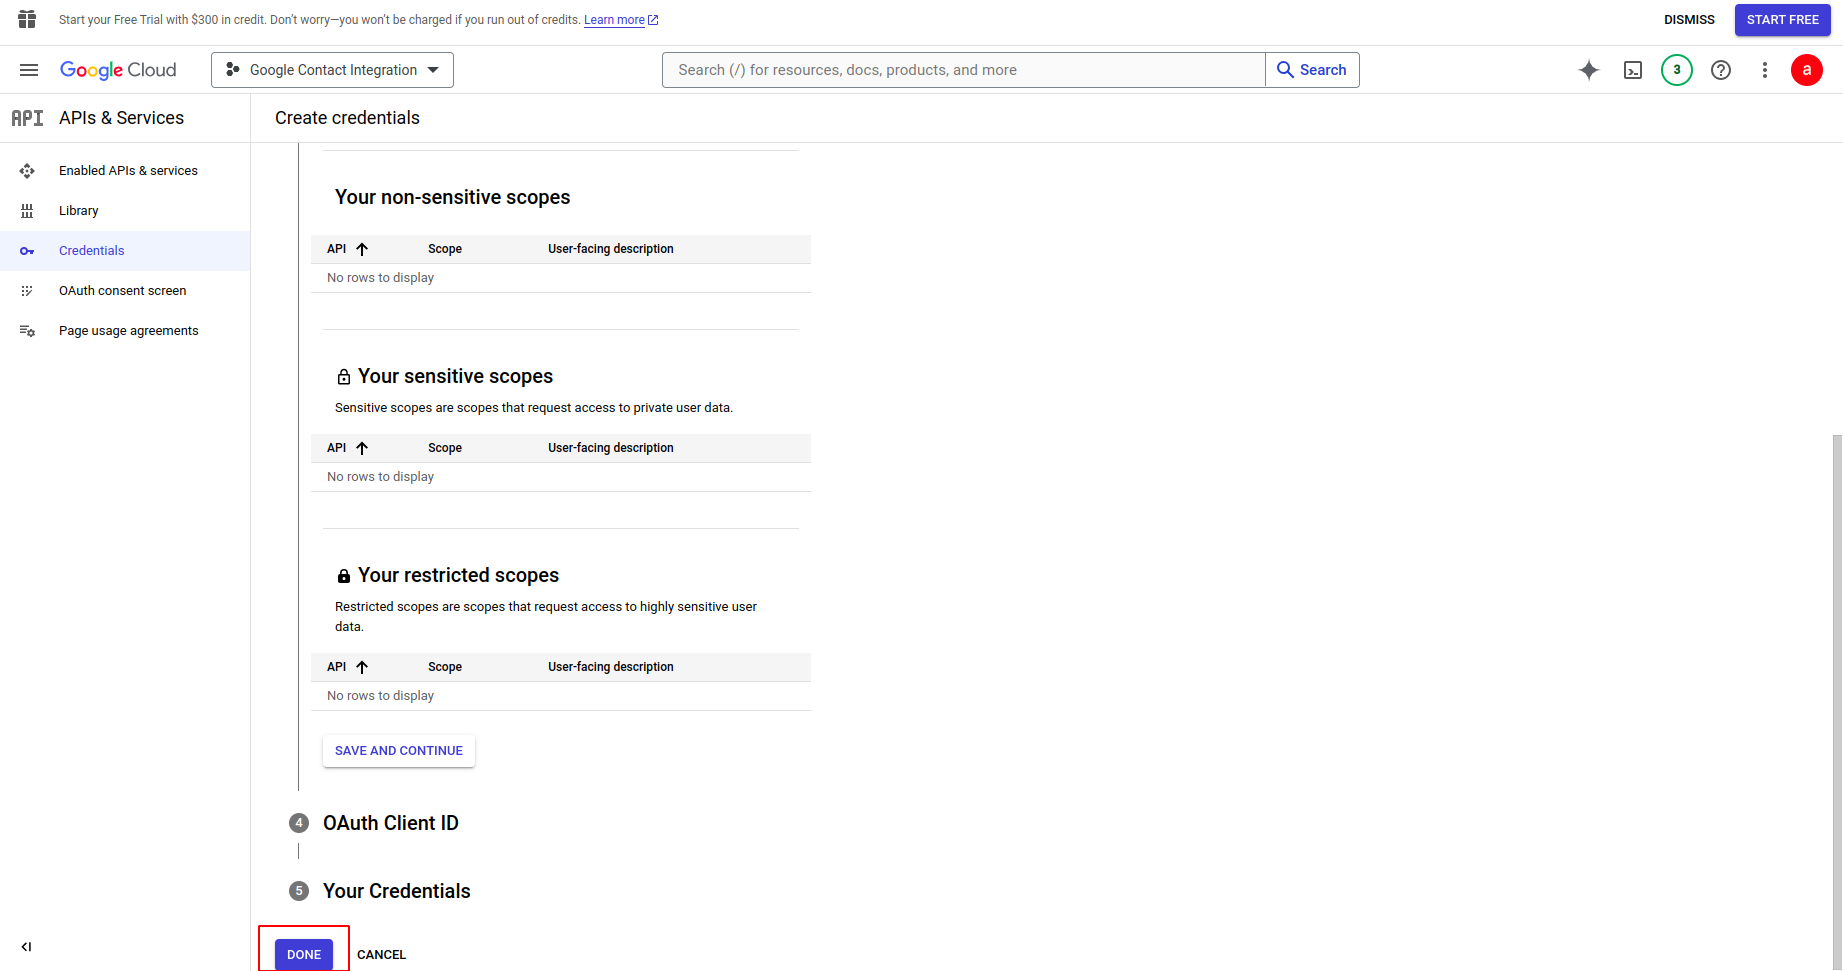 Start your Free Trial with $300 in credit. Don't worry—you won't be charged if you run out of credits. Learn more
DISMISS
START FREE
Google Cloud
Google Contact Integration
Search (/) for resources, docs, products, and more
Search
3
a
API APIs & Services
Create credentials
Enabled APIs & services
Library
Credentials
OAuth consent screen
Page usage agreements
Your non-sensitive scopes
API Scope User-facing description
No rows to display
Your sensitive scopes
Sensitive scopes are scopes that request access to private user data.
API Scope User-facing description
No rows to display
Your restricted scopes
Restricted scopes are scopes that request access to highly sensitive user
data.
API Scope User-facing description
No rows to display
SAVE AND CONTINUE
4 OAuth Client ID
5 Your Credentials
DONE
CANCEL